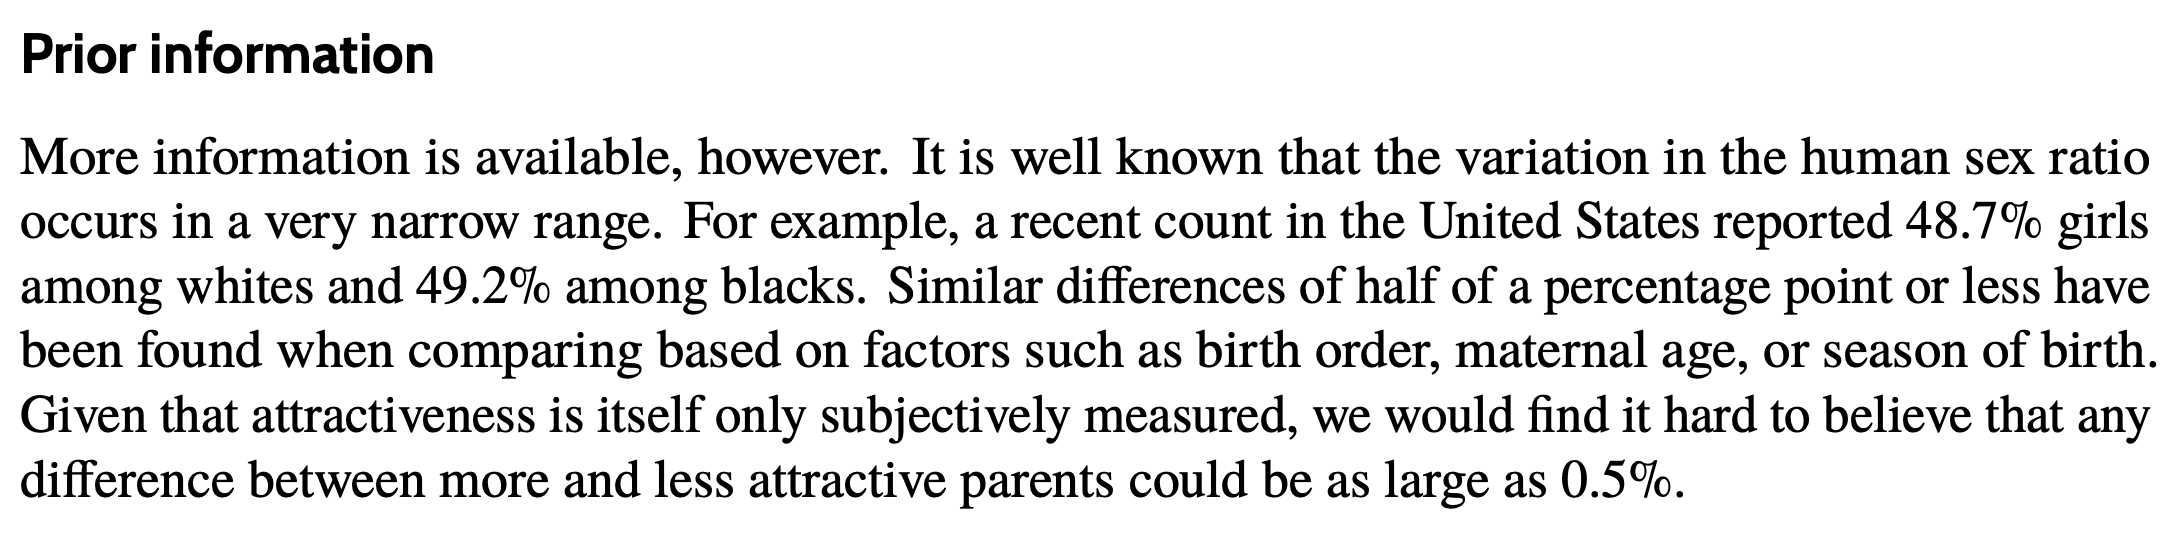 Prior information
More information is available, however. It is well known that the variation in the human sex ratio
occurs in a very narrow range. For example, a recent count in the United States reported 48.7% girls
among whites and 49.2% among blacks. Similar differences of half of a percentage point or less have
been found when comparing based on factors such as birth order, maternal age, or season of birth.
Given that attractiveness is itself only subjectively measured, we would find it hard to believe that any
difference between more and less attractive parents could be as large as 0.5%.